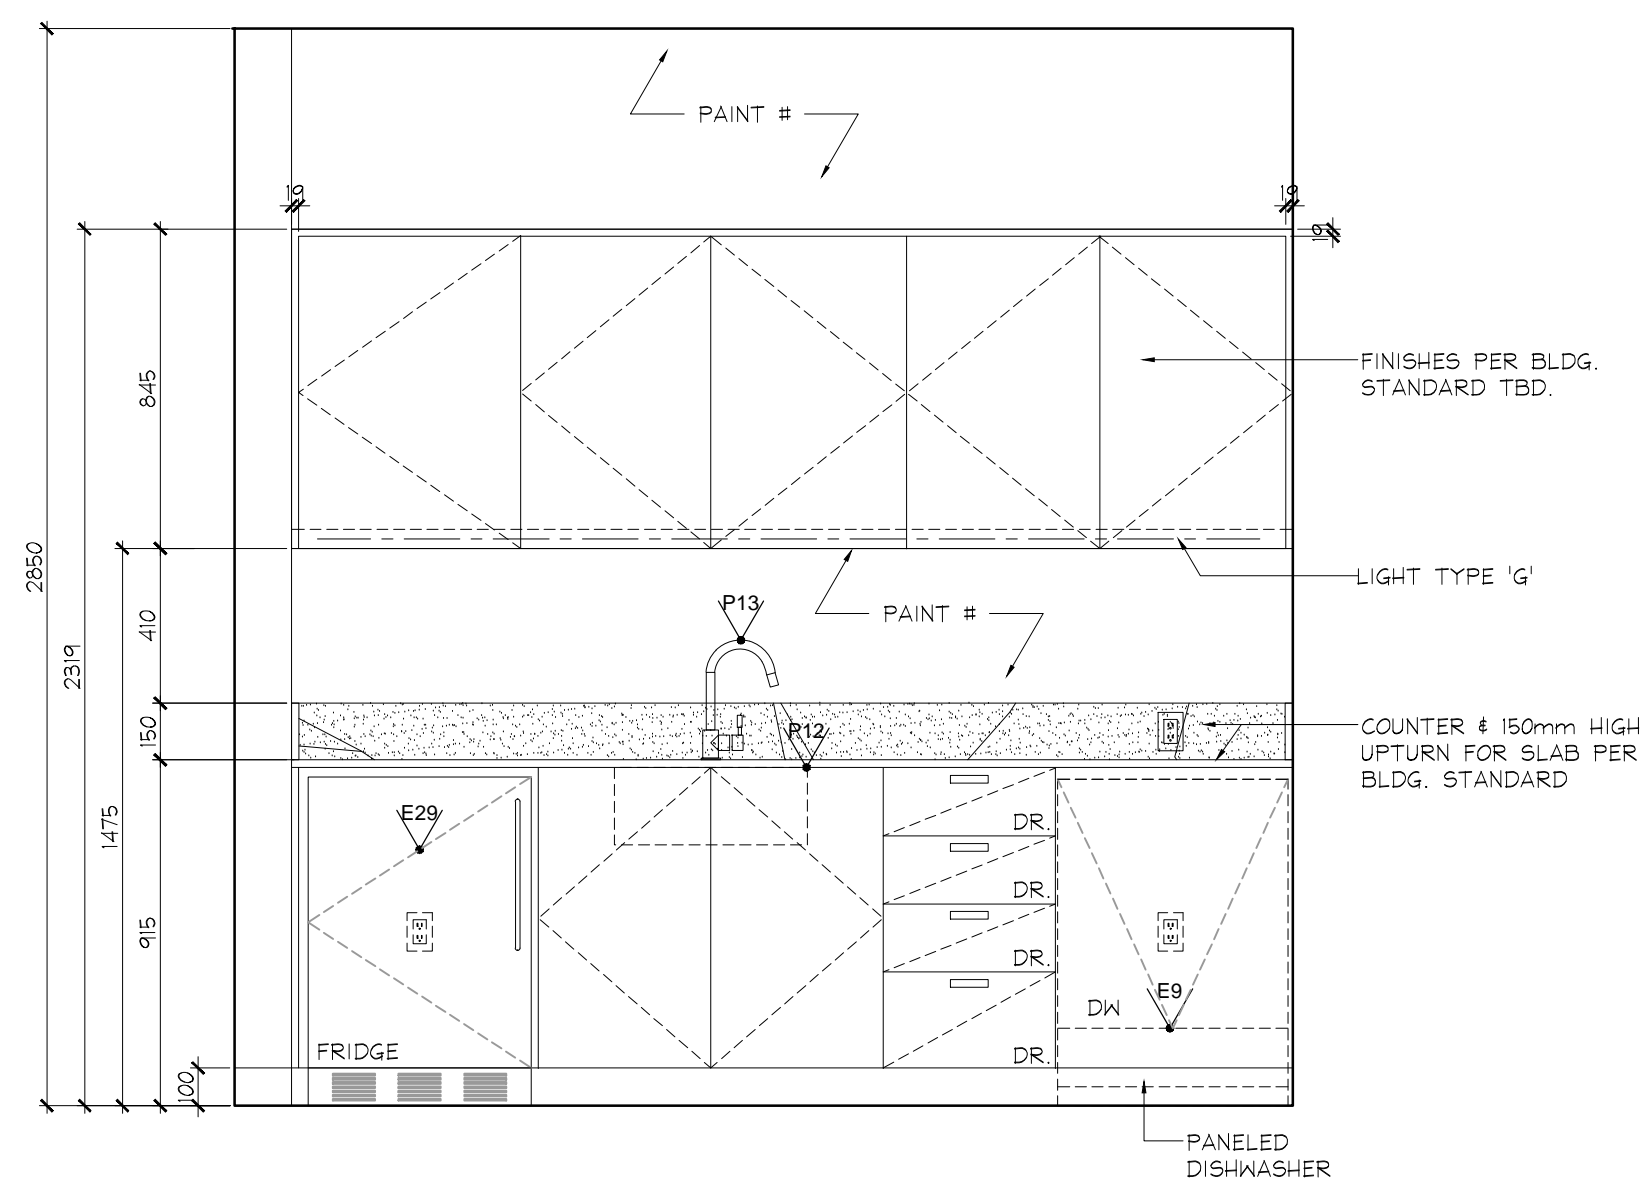 PAINT #
19
19
19
845
FINISHES PER BLDG.
STANDARD TBD.
2850
LIGHT TYPE 'G'
P13
PAINT #
410
2319
150
P12
COUNTER & 150mm HIGH
UPTURN FOR SLAB PER
BLDG. STANDARD
1475
E29
DR.
DR.
915
DR.
E9
DW
FRIDGE
DR.
100
PANELED
DISHWASHER